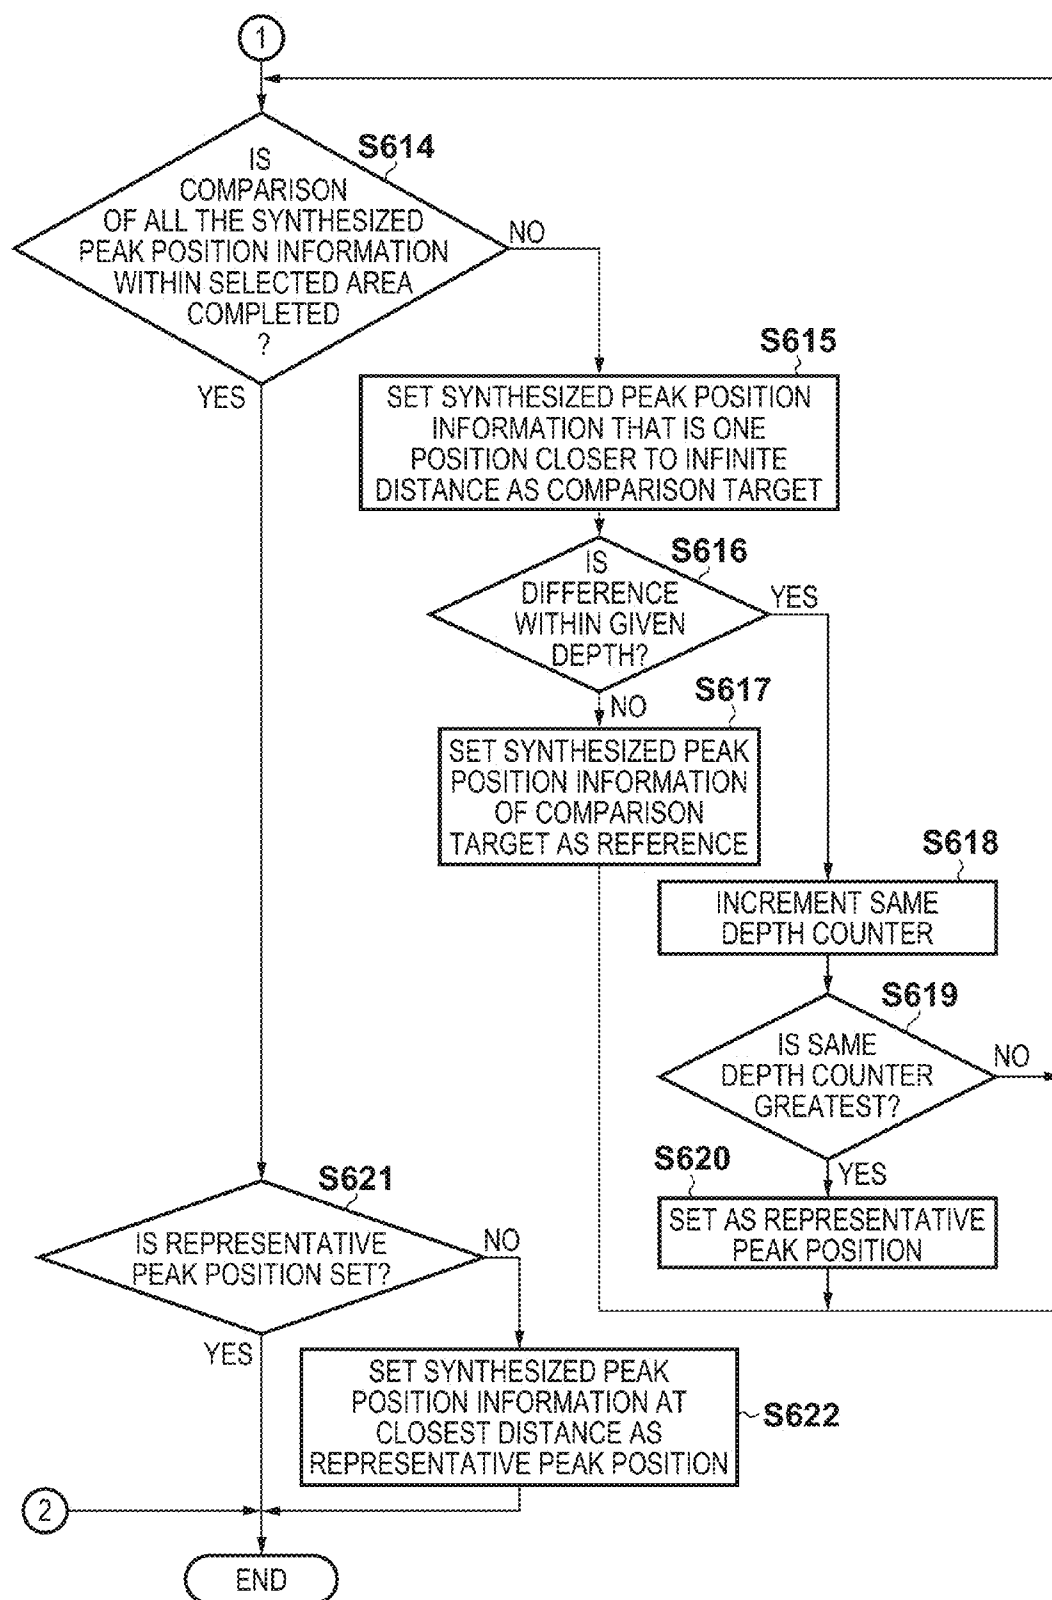 1
S614
IS
COMPARISON
OF ALL THE SYNTHESIZED
PEAK POSITION INFORMATION
WITHIN SELECTED AREA
COMPLETED
?
NO
YES
S615
SET SYNTHESIZED PEAK POSITION
INFORMATION THAT IS ONE
POSITION CLOSER TO INFINITE
DISTANCE AS COMPARISON TARGET
S616
IS
DIFFERENCE
WITHIN GIVEN
DEPTH?
YES
NO
S617
SET SYNTHESIZED PEAK
POSITION INFORMATION
OF COMPARISON
TARGET AS REFERENCE
S618
INCREMENT SAME
DEPTH COUNTER
S619
IS SAME
DEPTH COUNTER
GREATEST?
NO
YES
S620
SET AS REPRESENTATIVE
PEAK POSITION
S621
IS REPRESENTATIVE
PEAK POSITION SET?
NO
YES
SET SYNTHESIZED PEAK
POSITION INFORMATION AT
CLOSEST DISTANCE AS
REPRESENTATIVE PEAK POSITION
S622
2
END